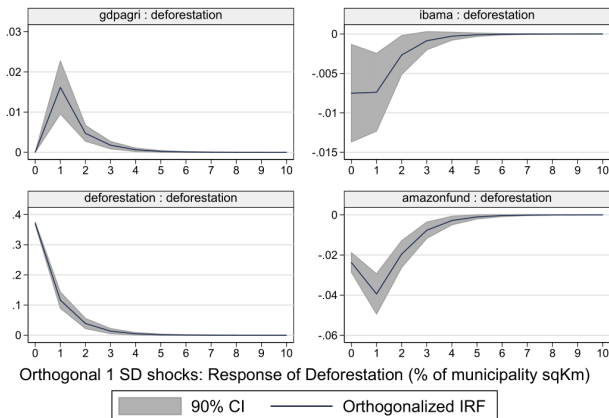 gdpagri : deforestation
.03
.02
.01
0
0 1 2 3 4 5 6 7 8 9 10
ibama : deforestation
0
-.005
-.01
-.015
0 1 2 3 4 5 6 7 8 9 10
deforestation : deforestation
.4
.3
.2
.1
0
0 1 2 3 4 5 6 7 8 9 10
amazonfund : deforestation
0
-.02
-.04
-.06
0 1 2 3 4 5 6 7 8 9 10
Orthogonal 1 SD shocks: Response of Deforestation (% of municipality sqKm)
90% CI Orthogonalized IRF